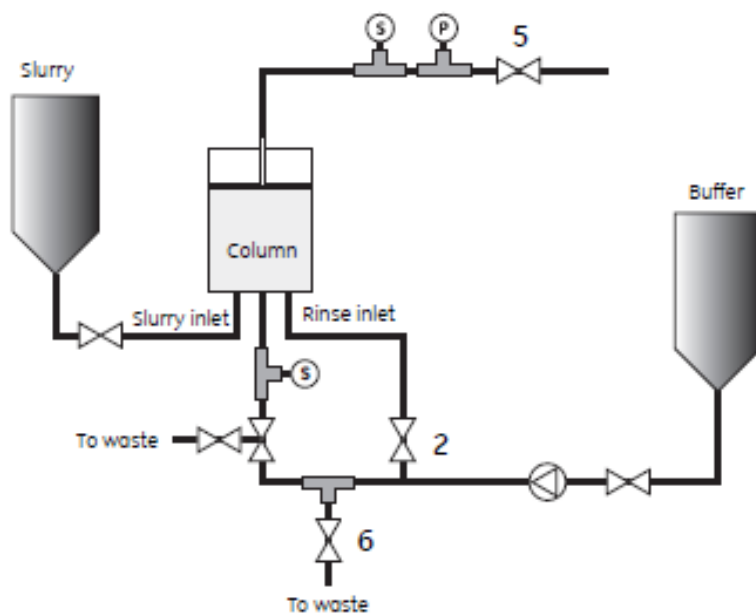 S
P
5
Slurry
Buffer
Column
Slurry inlet
Rinse inlet
S
To waste
2
6
To waste